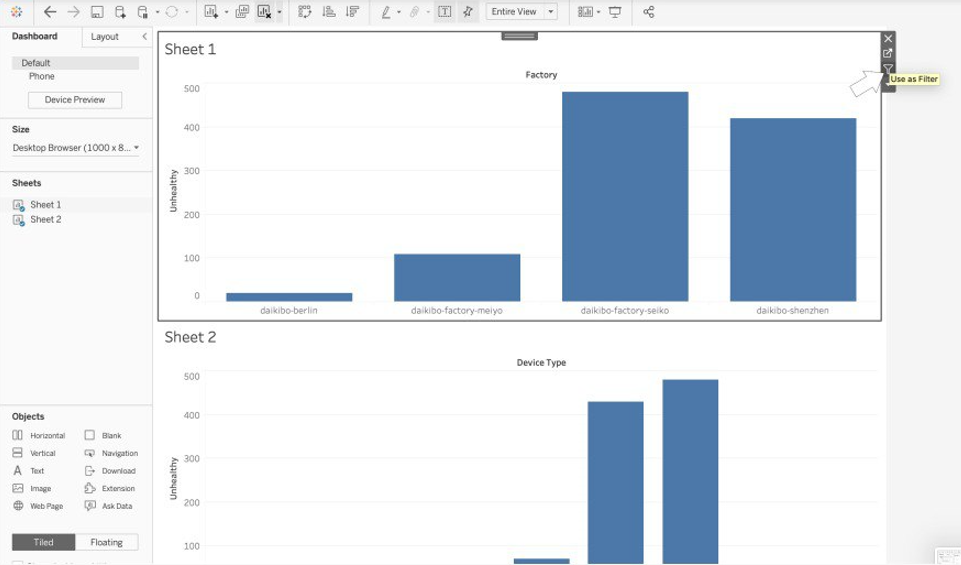 Entire View
Dashboard
Layout
Default
Phone
Device Preview
Size
Desktop Browser (1000 x 8...
Sheets
Sheet 1
Sheet 2
Objects
Horizontal
Blank
Vertical
Navigation
Text
Download
Image
Extension
Web Page
Ask Data
Tiled
Floating
Sheet 1
Use as Filter
Factory
Unhealthy
500
400
300
200
100
0
daikibo-berlin
daikibo-factory-meiyo
daikibo-factory-seiko
daikibo-shenzhen
Sheet 2
Device Type
Unhealthy
500
400
300
200
100